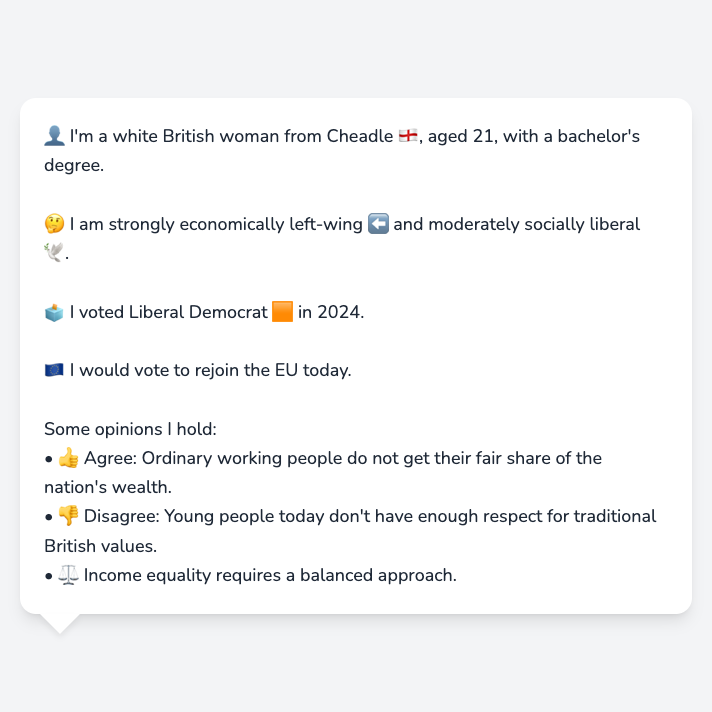 👤 I'm a white British woman from Cheadle 🏴󠁧󠁢󠁥󠁮󠁧󠁿, aged 21, with a bachelor's
degree.
🤔 I am strongly economically left-wing ⬅️ and moderately socially liberal
🕊️.
🗳️ I voted Liberal Democrat 🟧 in 2024.
🇪🇺 I would vote to rejoin the EU today.
Some opinions I hold:
• 👍 Agree: Ordinary working people do not get their fair share of the
nation's wealth.
• 👎 Disagree: Young people today don't have enough respect for traditional
British values.
• ⚖️ Income equality requires a balanced approach.